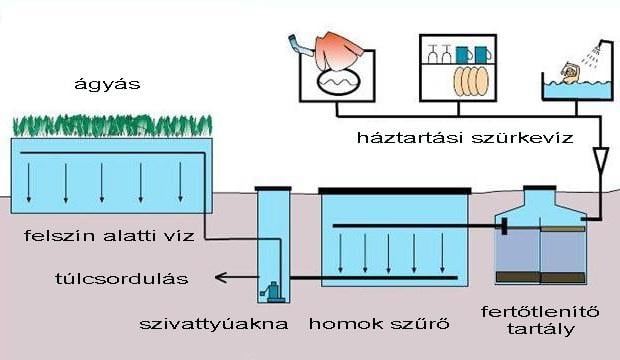 ágyás
háztartási szürkevíz
felszín alatti víz
túlcsordulás
szivattyúakna
homok szűrő
fertőtlenítő
tartály